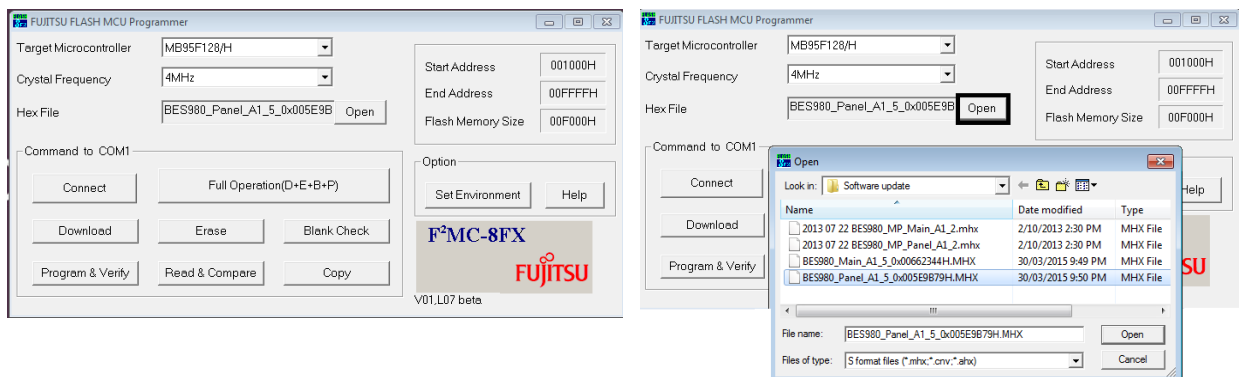 FUJITSU FLASH MCU Programmer
Target Microcontroller
MB95F128/H
Crystal Frequency
4MHz
Hex File
BES980_Panel_A1_5_0x005E9B
Open
Start Address
001000H
End Address
00FFFFH
Flash Memory Size
00F000H
Command to COM1
Connect
Full Operation(D+E+B+P)
Download
Erase
Blank Check
Program & Verify
Read & Compare
Copy
Option
Set Environment
Help
F²MC-8FX
FUJITSU
V01,L07 beta
FUJITSU FLASH MCU Programmer
Target Microcontroller
MB95F128/H
Crystal Frequency
4MHz
Hex File
BES980_Panel_A1_5_0x005E9B
Open
Start Address
001000H
End Address
00FFFFH
Flash Memory Size
00F000H
Command to COM1
Connect
Download
Program & Verify
Help
SU
Open
Look in:
Software update
Name
Date modified
Type
2013 07 22 BES980_MP_Main_A1_2.mhx
2/10/2013 2:30 PM
MHX File
2013 07 22 BES980_MP_Panel_A1_2.mhx
2/10/2013 2:30 PM
MHX File
BES980_Main_A1_5_0x00662344H.MHX
30/03/2015 9:49 PM
MHX File
BES980_Panel_A1_5_0x005E9B79H.MHX
30/03/2015 9:50 PM
MHX File
File name:
BES980_Panel_A1_5_0x005E9B79H.MHX
Open
Files of type:
S format files (*.mhx;*.cnv;*.ahx)
Cancel